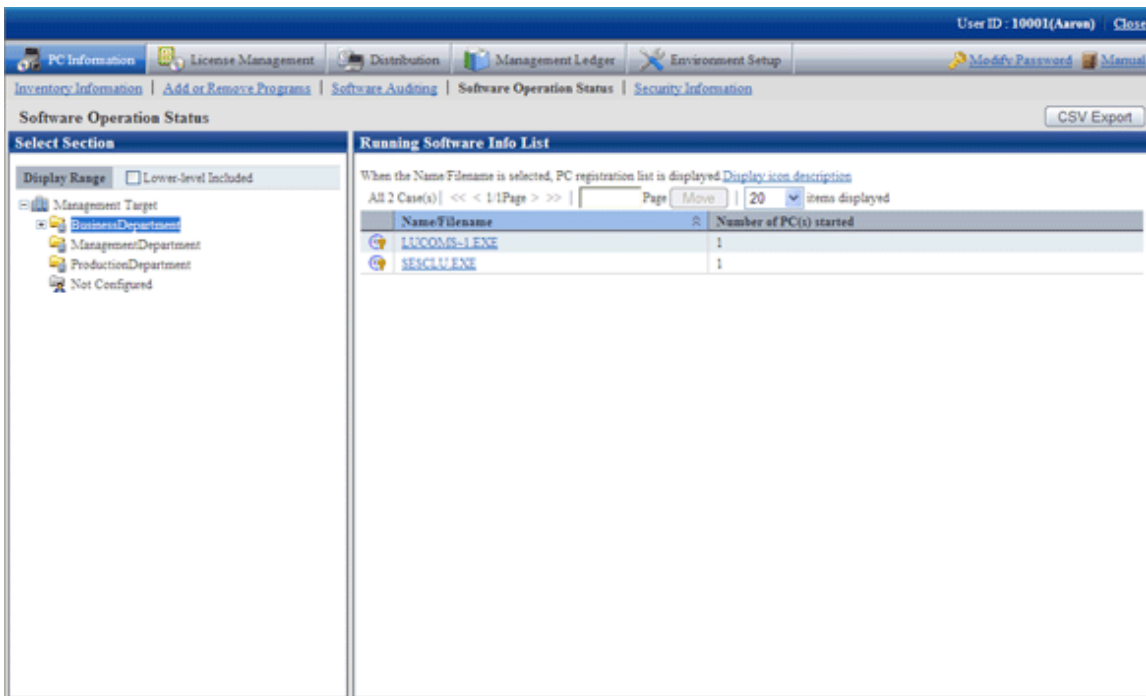 User ID : 10001(Aaron) Close
PC Information License Management Distribution Management Ledger Environment Setup Modify Password Manual
Inventory Information | Add or Remove Programs | Software Auditing | Software Operation Status | Security Information
Software Operation Status CSV Export
Select Section
Display Range Lower-level Included
Management Target
BusinessDepartment
ManagementDepartment
ProductionDepartment
Not Configured
Running Software Info List
When the Name/Filename is selected, PC registration list is displayed.Display icon description
All 2 Case(s)| << < 1/1Page > >> | Page Move | 20 items displayed
Name/Filename Number of PC(s) started
LUCOMS~1.EXE 1
SESCLU.EXE 1